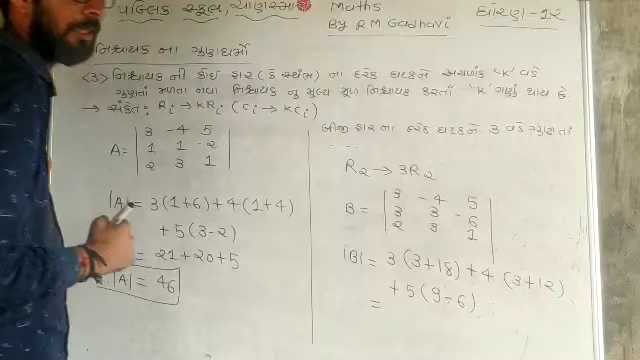 પબ્લિક સ્કુલ, ચાણસ્મા Maths ધોરણ - 12
By R M Gadhavi
નિશ્ચાયક ના ગુણધર્મો
(3) નિશ્ચાયક ની કોઈ હાર (કે સ્તંભ) ના દરેક ઘટકને અચળાંક 'K' વડે
ગુણતાં મળતા નવા નિશ્ચાયક નુ મૂલ્ય મૂળ નિશ્ચાયક કરતાં 'K' ગણું થાય છે
→ સંકેત: Ri → KRi (Ci → KCi)
A = | 3 -4 5 |
| 1 1 -2 |
| 2 3 1 |
|A| = 3(1+6)+4(1+4)
+5(3-2)
= 21+20+5
|A| = 46
બીજી હાર ના દરેક ઘટકને 3 વડે ગુણતાં
.....
R2 → 3R2
B = | 3 -4 5 |
| 3 3 -6 |
| 2 3 1 |
|B| = 3(3+18)+4(3+12)
+5(9-6)
=